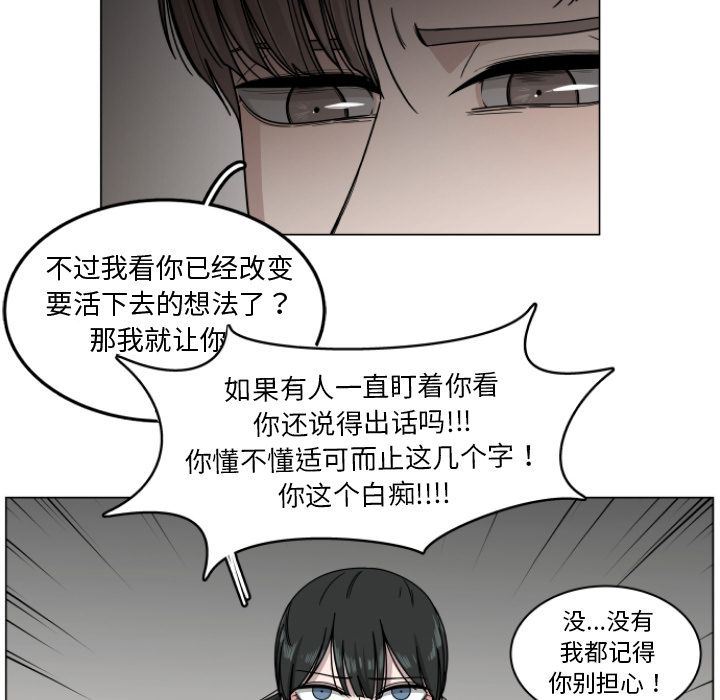 不过我看你已经改变
要活下去的想法了？
那我就让你
如果有人一直盯着你看
你还说得出话吗!!!
你懂不懂适可而止这几个字！
你这个白痴!!!!
没...没有
我都记得
你别担心！